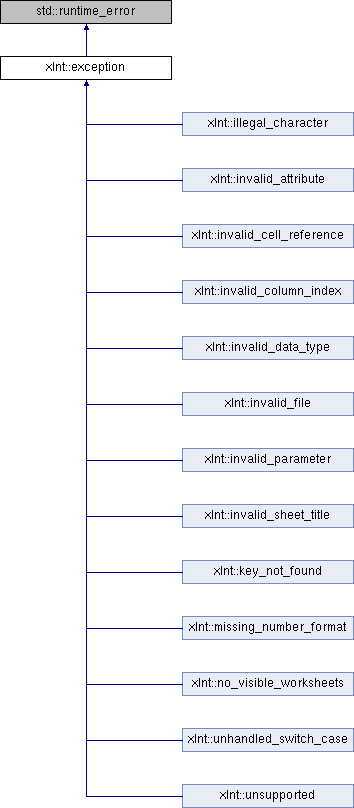 std::runtime_error
xlnt::exception
xlnt::illegal_character
xlnt::invalid_attribute
xlnt::invalid_cell_reference
xlnt::invalid_column_index
xlnt::invalid_data_type
xlnt::invalid_file
xlnt::invalid_parameter
xlnt::invalid_sheet_title
xlnt::key_not_found
xlnt::missing_number_format
xlnt::no_visible_worksheets
xlnt::unhandled_switch_case
xlnt::unsupported